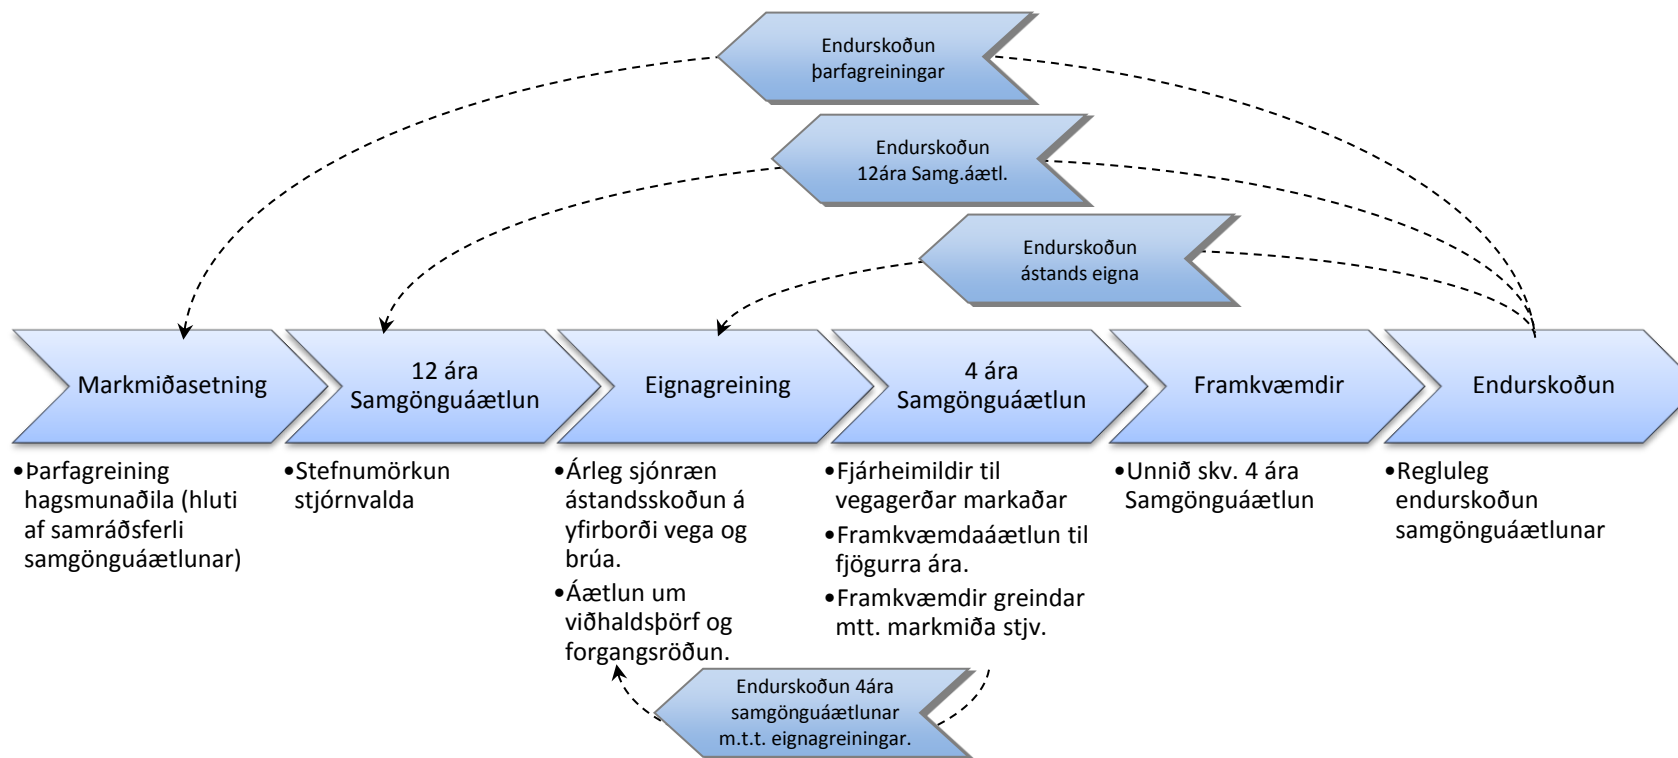 Endurskoðun
þarfagreiningar
Endurskoðun
12ára Samg.áætl.
Endurskoðun
ástands eigna
Markmiðasetning
12 ára
Samgönguáætlun
Eignagreining
4 ára
Samgönguáætlun
Framkvæmdir
Endurskoðun
•Þarfagreining
hagsmunaðila (hluti
af samráðsferli
samgönguáætlunar)
•Stefnumörkun
stjórnvalda
•Árleg sjónræn
ástandsskoðun á
yfirborði vega og
brúa.
•Áætlun um
viðhaldsþörf og
forgangsröðun.
•Fjárheimildir til
vegagerðar markaðar
•Framkvæmdaáætlun til
fjögurra ára.
•Framkvæmdir greindar
mtt. markmiða stjv.
•Unnið skv. 4 ára
Samgönguáætlun
•Regluleg
endurskoðun
samgönguáætlunar
Endurskoðun 4ára
samgönguáætlunar
m.t.t. eignagreiningar.